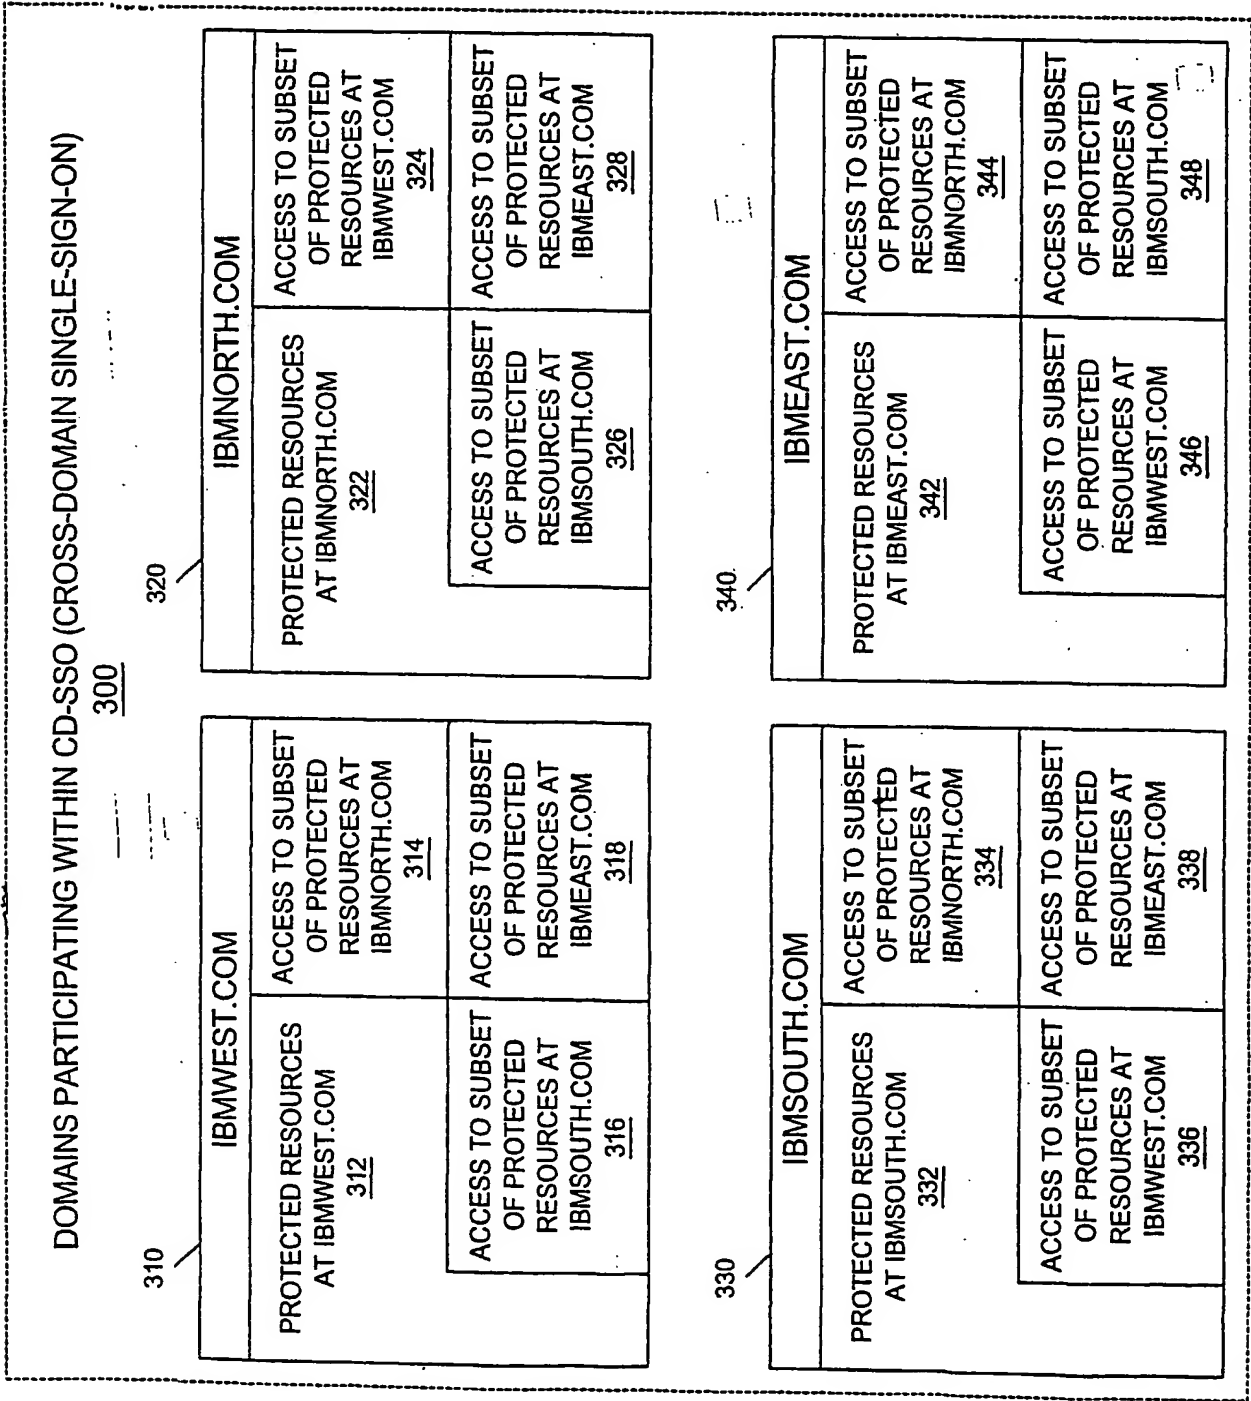 DOMAINS PARTICIPATING WITHIN CD-SSO (CROSS-DOMAIN SINGLE-SIGN-ON)
300
310
IBMWEST.COM
PROTECTED RESOURCES
AT IBMWEST.COM
312
ACCESS TO SUBSET
OF PROTECTED
RESOURCES AT
IBMNORTH.COM
314
ACCESS TO SUBSET
OF PROTECTED
RESOURCES AT
IBMSOUTH.COM
316
ACCESS TO SUBSET
OF PROTECTED
RESOURCES AT
IBMEAST.COM
318
320
IBMNORTH.COM
PROTECTED RESOURCES
AT IBMNORTH.COM
322
ACCESS TO SUBSET
OF PROTECTED
RESOURCES AT
IBMWEST.COM
324
ACCESS TO SUBSET
OF PROTECTED
RESOURCES AT
IBMSOUTH.COM
326
ACCESS TO SUBSET
OF PROTECTED
RESOURCES AT
IBMEAST.COM
328
330
IBMSOUTH.COM
PROTECTED RESOURCES
AT IBMSOUTH.COM
332
ACCESS TO SUBSET
OF PROTECTED
RESOURCES AT
IBMNORTH.COM
334
ACCESS TO SUBSET
OF PROTECTED
RESOURCES AT
IBMWEST.COM
336
ACCESS TO SUBSET
OF PROTECTED
RESOURCES AT
IBMEAST.COM
338
340
IBMEAST.COM
PROTECTED RESOURCES
AT IBMEAST.COM
342
ACCESS TO SUBSET
OF PROTECTED
RESOURCES AT
IBMNORTH.COM
344
ACCESS TO SUBSET
OF PROTECTED
RESOURCES AT
IBMWEST.COM
346
ACCESS TO SUBSET
OF PROTECTED
RESOURCES AT
IBMSOUTH.COM
348